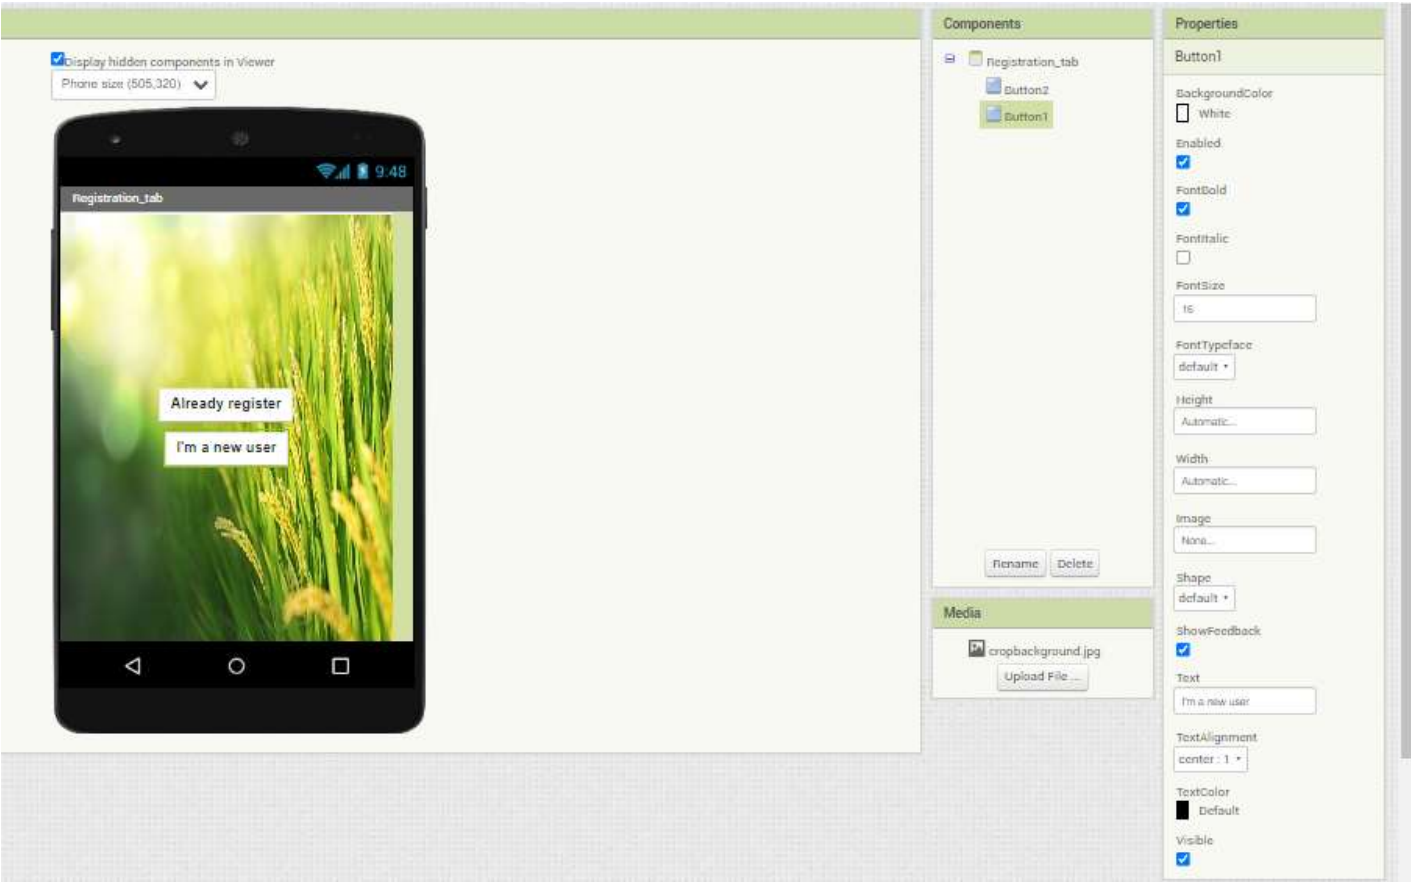 Display hidden components in Viewer
Phone size (505,320)
9:48
Registration_tab
Already register
I'm a new user
Components
Registration_tab
Button2
Button1
Rename Delete
Media
cropbackground.jpg
Upload File ...
Properties
Button1
BackgroundColor
White
Enabled
FontBold
FontItalic
FontSize
16
FontTypeface
default
Height
Automatic...
Width
Automatic...
Image
None...
Shape
default
ShowFeedback
Text
I'm a new user
TextAlignment
center : 1
TextColor
Default
Visible